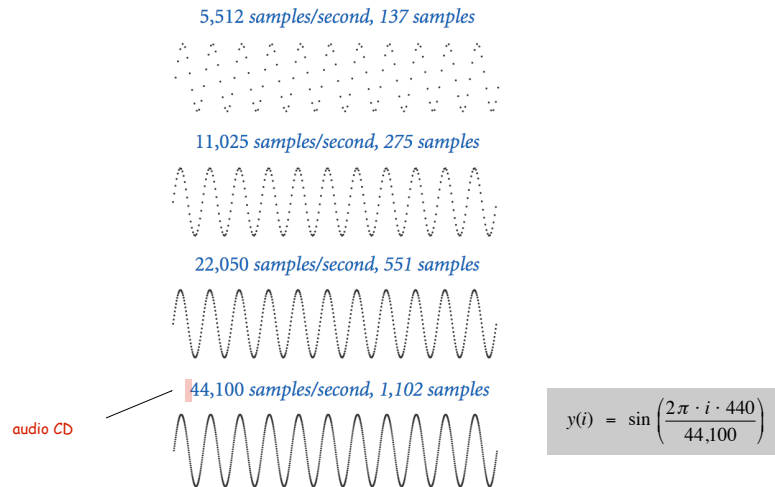 5,512 samples/second, 137 samples
11,025 samples/second, 275 samples
22,050 samples/second, 551 samples
44,100 samples/second, 1,102 samples
audio CD
y(i) = sin (2π · i · 440 / 44,100)